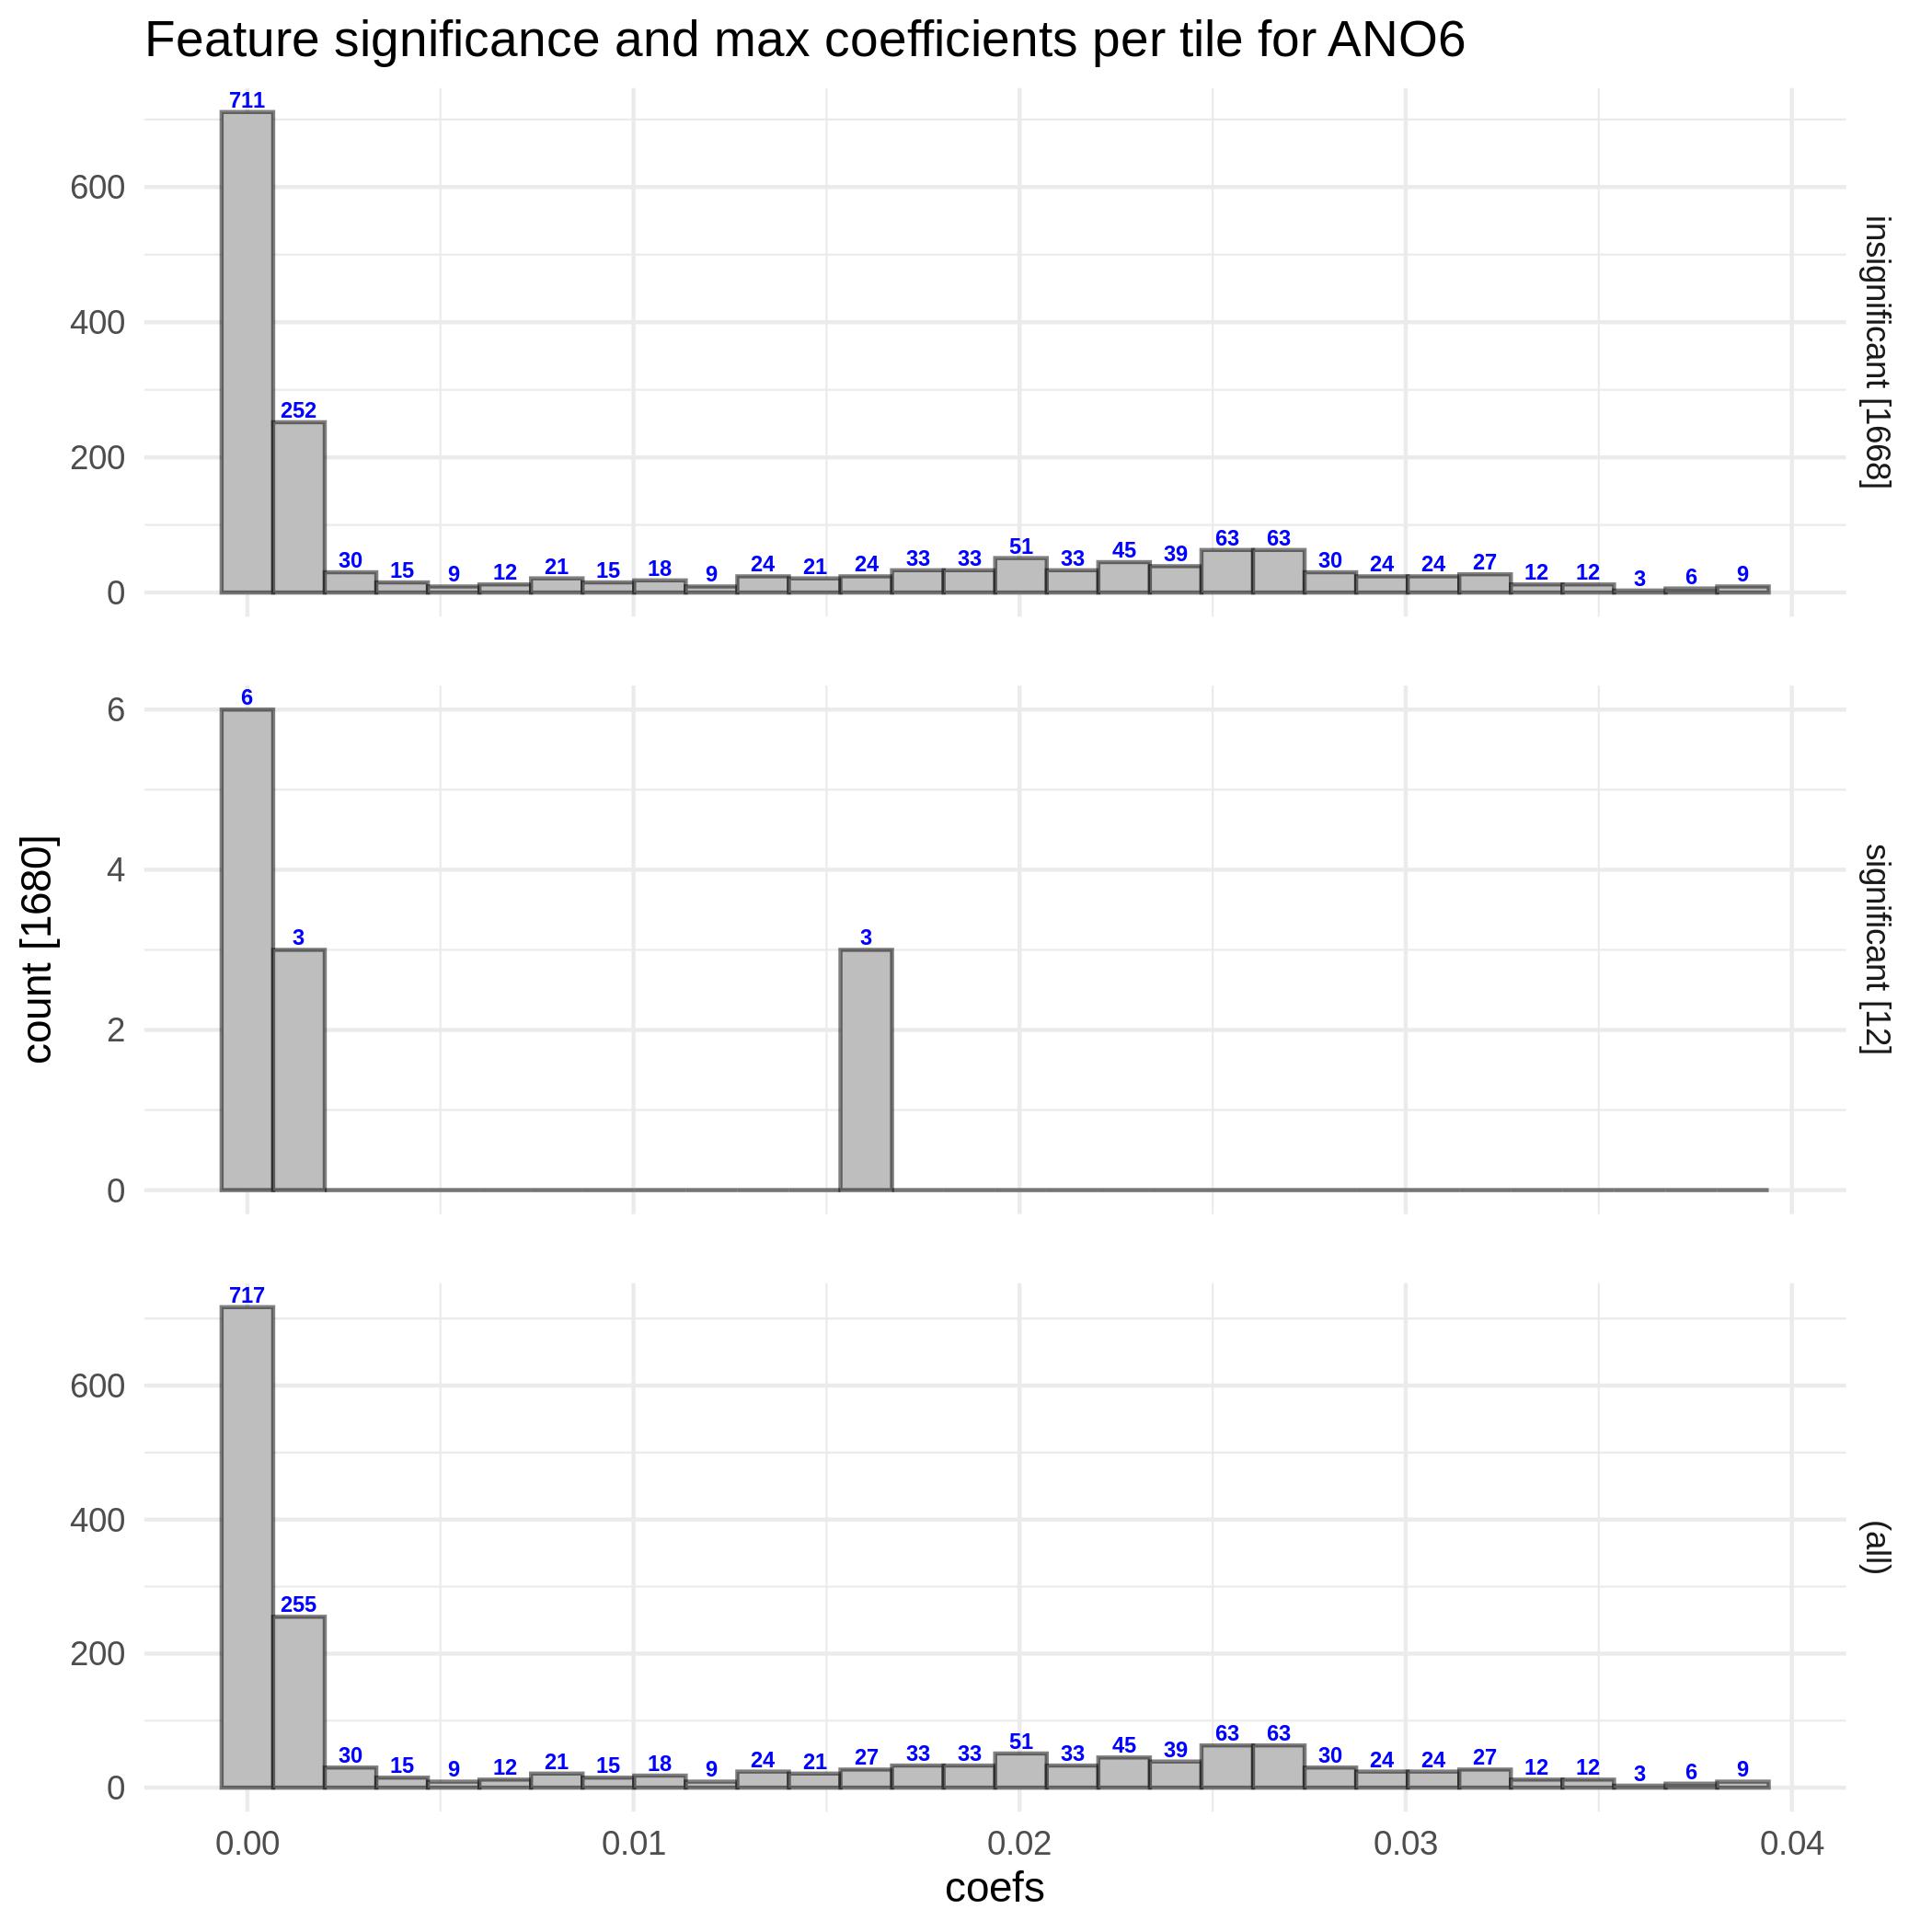 Feature significance and max coefficients per tile for ANO6
711
252
30 15 9 12 21 15 18 9 24 21 24 33 33 51 33 45 39 63 63 30 24 24 27 12 12 3 6 9
600
400
200
0
insignificant [1668]
6
3
3
6
4
2
0
significant [12]
count [1680]
717
255
30 15 9 12 21 15 18 9 24 21 27 33 33 51 33 45 39 63 63 30 24 24 27 12 12 3 6 9
600
400
200
0
(all)
0.00 0.01 0.02 0.03 0.04
coefs